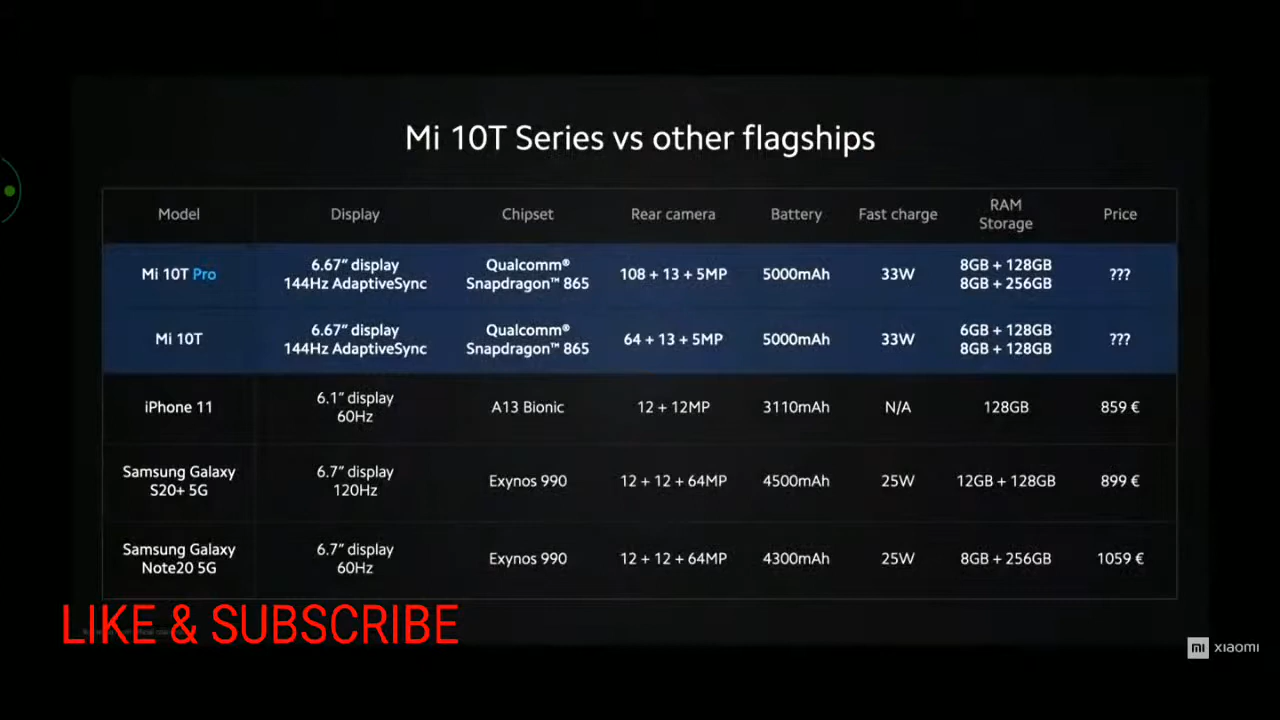 Mi 10T Series vs other flagships
Model Display Chipset Rear camera Battery Fast charge RAM Storage Price
Mi 10T Pro 6.67″ display 144Hz AdaptiveSync Qualcomm® Snapdragon™ 865 108 + 13 + 5MP 5000mAh 33W 8GB + 128GB 8GB + 256GB ???
Mi 10T 6.67″ display 144Hz AdaptiveSync Qualcomm® Snapdragon™ 865 64 + 13 + 5MP 5000mAh 33W 6GB + 128GB 8GB + 128GB ???
iPhone 11 6.1″ display 60Hz A13 Bionic 12 + 12MP 3110mAh N/A 128GB 859 €
Samsung Galaxy S20+ 5G 6.7″ display 120Hz Exynos 990 12 + 12 + 64MP 4500mAh 25W 12GB + 128GB 899 €
Samsung Galaxy Note20 5G 6.7″ display 60Hz Exynos 990 12 + 12 + 64MP 4300mAh 25W 8GB + 256GB 1059 €
LIKE & SUBSCRIBE
mi xiaomi